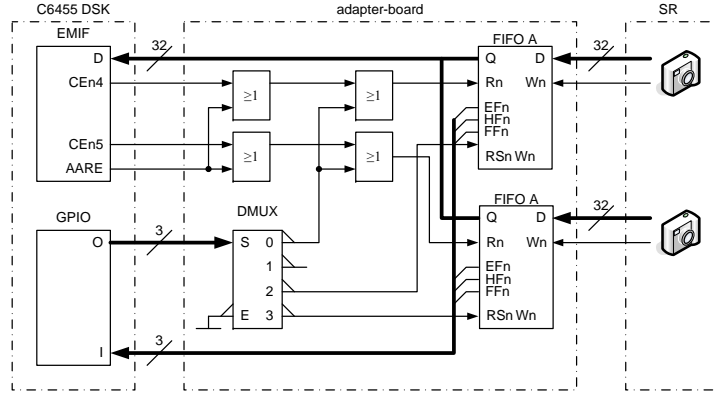 C6455 DSK adapter-board SR
EMIF FIFO A
D 32 Q D 32
CEn4 ≥1 ≥1 Rn Wn
EFn
HFn
FFn
CEn5 ≥1 ≥1
AARE RSn Wn
GPIO DMUX FIFO A
O 3 S 0 Q D 32
1 Rn Wn
EFn
HFn
2 FFn
E 3 RSn Wn
I 3